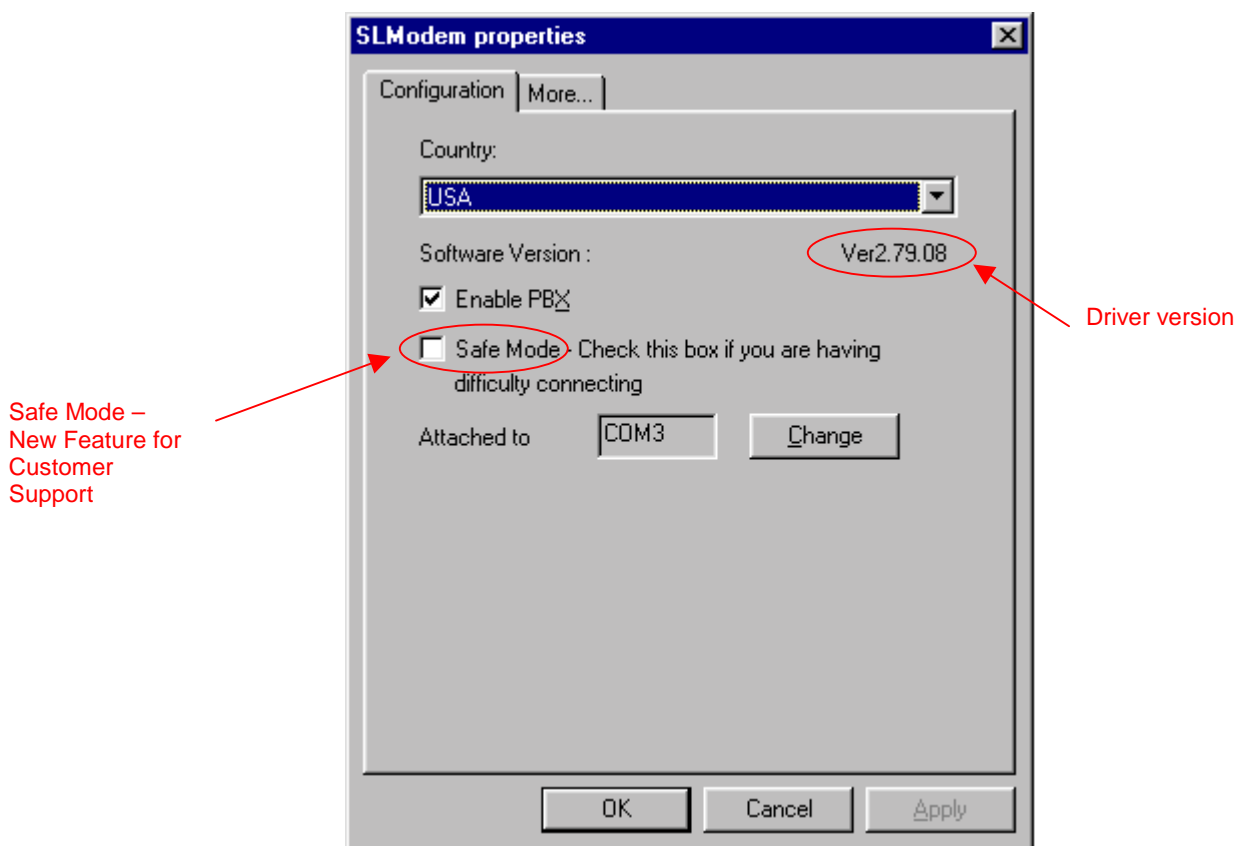 SLModem properties
Configuration
More...
Country:
USA
Software Version :
Ver2.79.08
Enable PBX
Driver version
Safe Mode - Check this box if you are having
difficulty connecting
Safe Mode –
New Feature for
Customer
Support
Attached to
COM3
Change
OK
Cancel
Apply